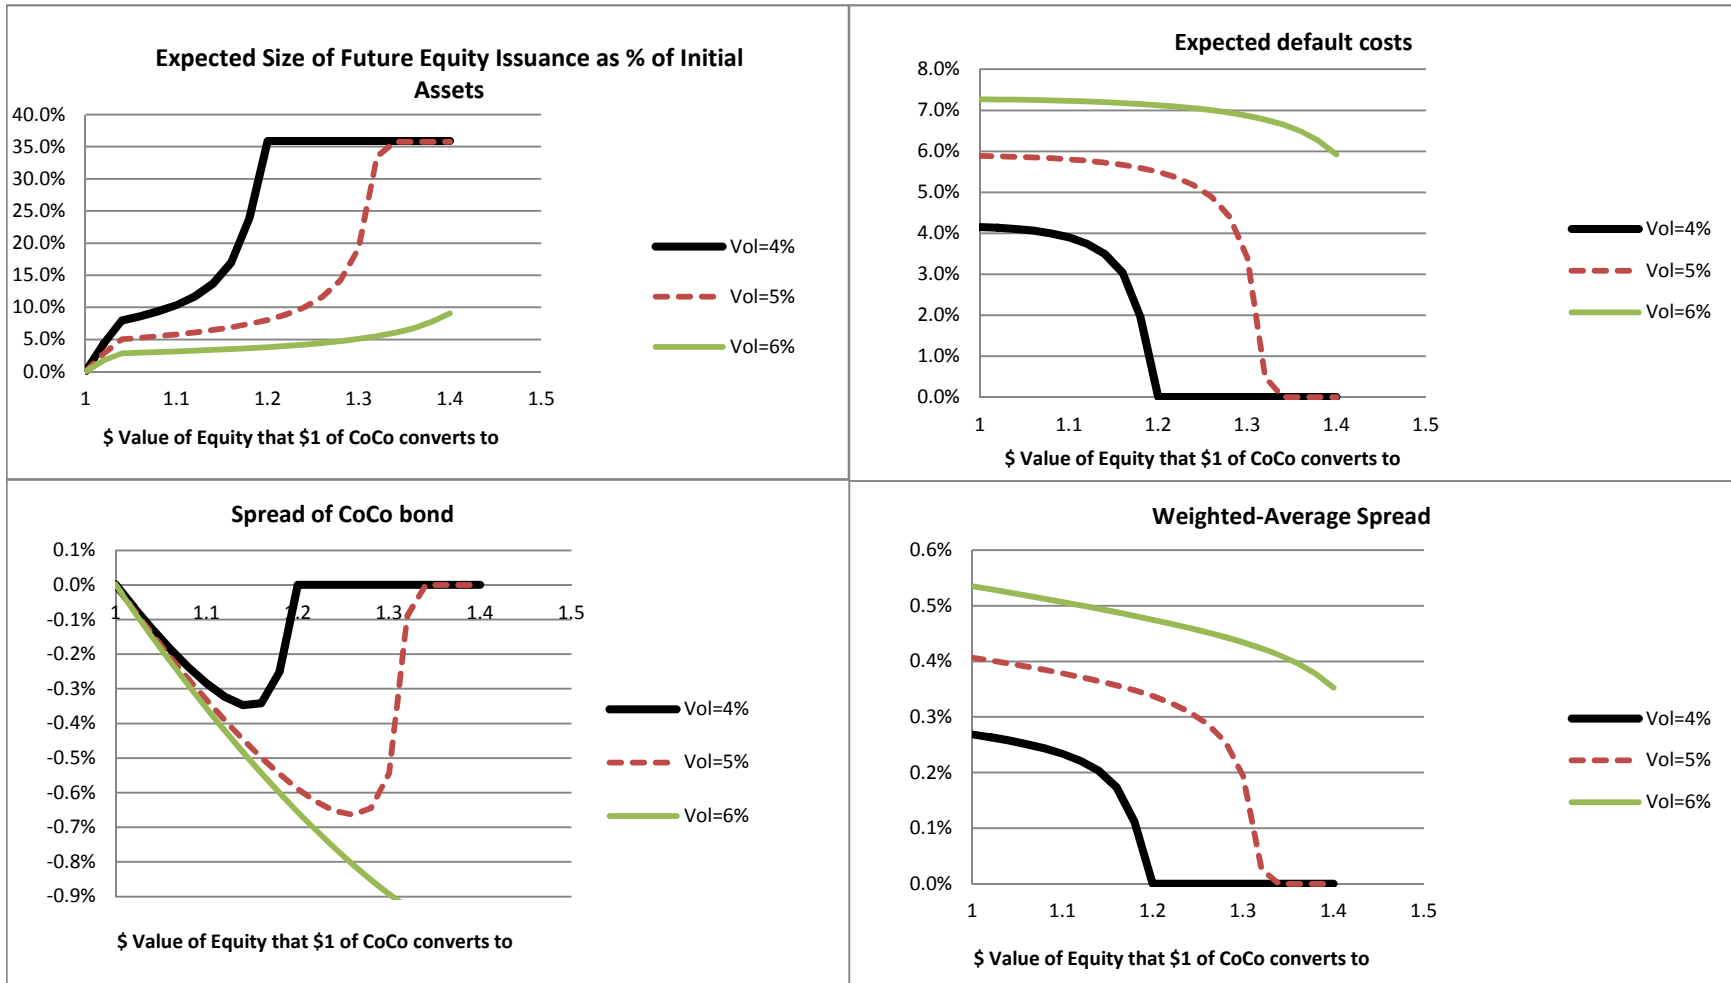 Expected Size of Future Equity Issuance as % of Initial
Assets
40.0%
35.0%
30.0%
25.0%
20.0%
15.0%
10.0%
5.0%
0.0%
1 1.1 1.2 1.3 1.4 1.5
$ Value of Equity that $1 of CoCo converts to
Vol=4%
Vol=5%
Vol=6%
Expected default costs
8.0%
7.0%
6.0%
5.0%
4.0%
3.0%
2.0%
1.0%
0.0%
1 1.1 1.2 1.3 1.4 1.5
$ Value of Equity that $1 of CoCo converts to
Vol=4%
Vol=5%
Vol=6%
Spread of CoCo bond
0.1%
0.0%
-0.1%
-0.2%
-0.3%
-0.4%
-0.5%
-0.6%
-0.7%
-0.8%
-0.9%
1 1.1 1.2 1.3 1.4 1.5
$ Value of Equity that $1 of CoCo converts to
Vol=4%
Vol=5%
Vol=6%
Weighted-Average Spread
0.6%
0.5%
0.4%
0.3%
0.2%
0.1%
0.0%
1 1.1 1.2 1.3 1.4 1.5
$ Value of Equity that $1 of CoCo converts to
Vol=4%
Vol=5%
Vol=6%